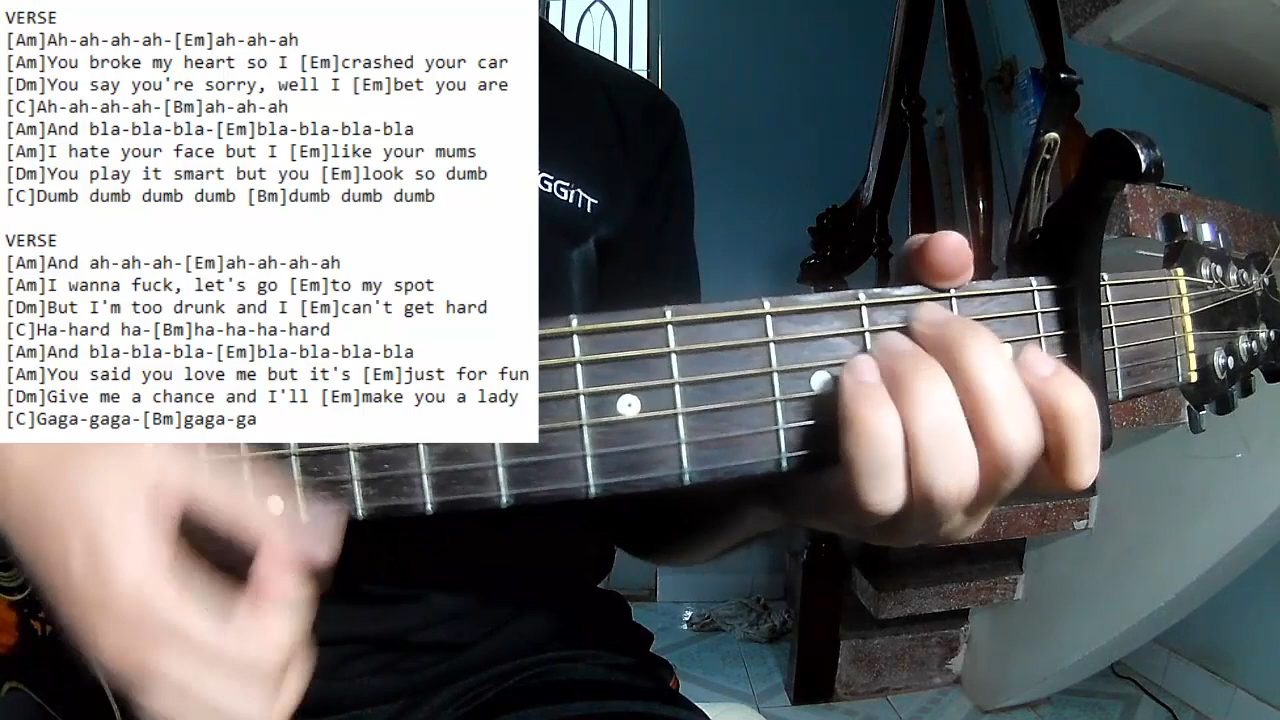 VERSE
[Am]Ah-ah-ah-ah-[Em]ah-ah-ah
[Am]You broke my heart so I [Em]crashed your car
[Dm]You say you're sorry, well I [Em]bet you are
[C]Ah-ah-ah-ah-[Bm]ah-ah-ah
[Am]And bla-bla-bla-[Em]bla-bla-bla-bla
[Am]I hate your face but I [Em]like your mums
[Dm]You play it smart but you [Em]look so dumb
[C]Dumb dumb dumb dumb [Bm]dumb dumb dumb
VERSE
[Am]And ah-ah-ah-[Em]ah-ah-ah-ah
[Am]I wanna fuck, let's go [Em]to my spot
[Dm]But I'm too drunk and I [Em]can't get hard
[C]Ha-hard ha-[Bm]ha-ha-ha-hard
[Am]And bla-bla-bla-[Em]bla-bla-bla-bla
[Am]You said you love me but it's [Em]just for fun
[Dm]Give me a chance and I'll [Em]make you a lady
[C]Gaga-gaga-[Bm]gaga-ga